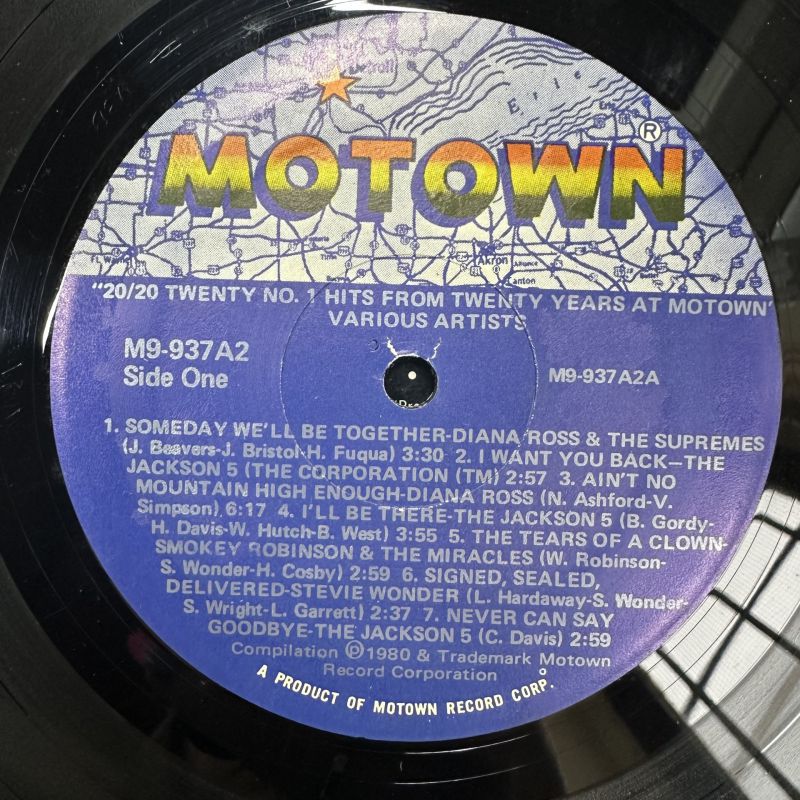 Erie
MOTOWN®
Akron
"20/20 TWENTY NO. 1 HITS FROM TWENTY YEARS AT MOTOWN"
VARIOUS ARTISTS
M9-937A2
Side One
M9-937A2A
1. SOMEDAY WE'LL BE TOGETHER-DIANA ROSS & THE SUPREMES
(J. Beavers-J. Bristol-H. Fuqua) 3:30 2. I WANT YOU BACK-THE
JACKSON 5 (THE CORPORATION (TM) 2:57 3. AIN'T NO
MOUNTAIN HIGH ENOUGH-DIANA ROSS (N. Ashford-V.
Simpson) 6:17 4. I'LL BE THERE-THE JACKSON 5 (B. Gordy-
H. Davis-W. Hutch-B. West) 3:55 5. THE TEARS OF A CLOWN-
SMOKEY ROBINSON & THE MIRACLES (W. Robinson-
S. Wonder-H. Cosby) 2:59 6. SIGNED, SEALED,
DELIVERED-STEVIE WONDER (L. Hardaway-S. Wonder-
S. Wright-L. Garrett) 2:37 7. NEVER CAN SAY
GOODBYE-THE JACKSON 5 (C. Davis) 2:59
Compilation ℗1980 & Trademark Motown
Record Corporation
A PRODUCT OF MOTOWN RECORD CORP.